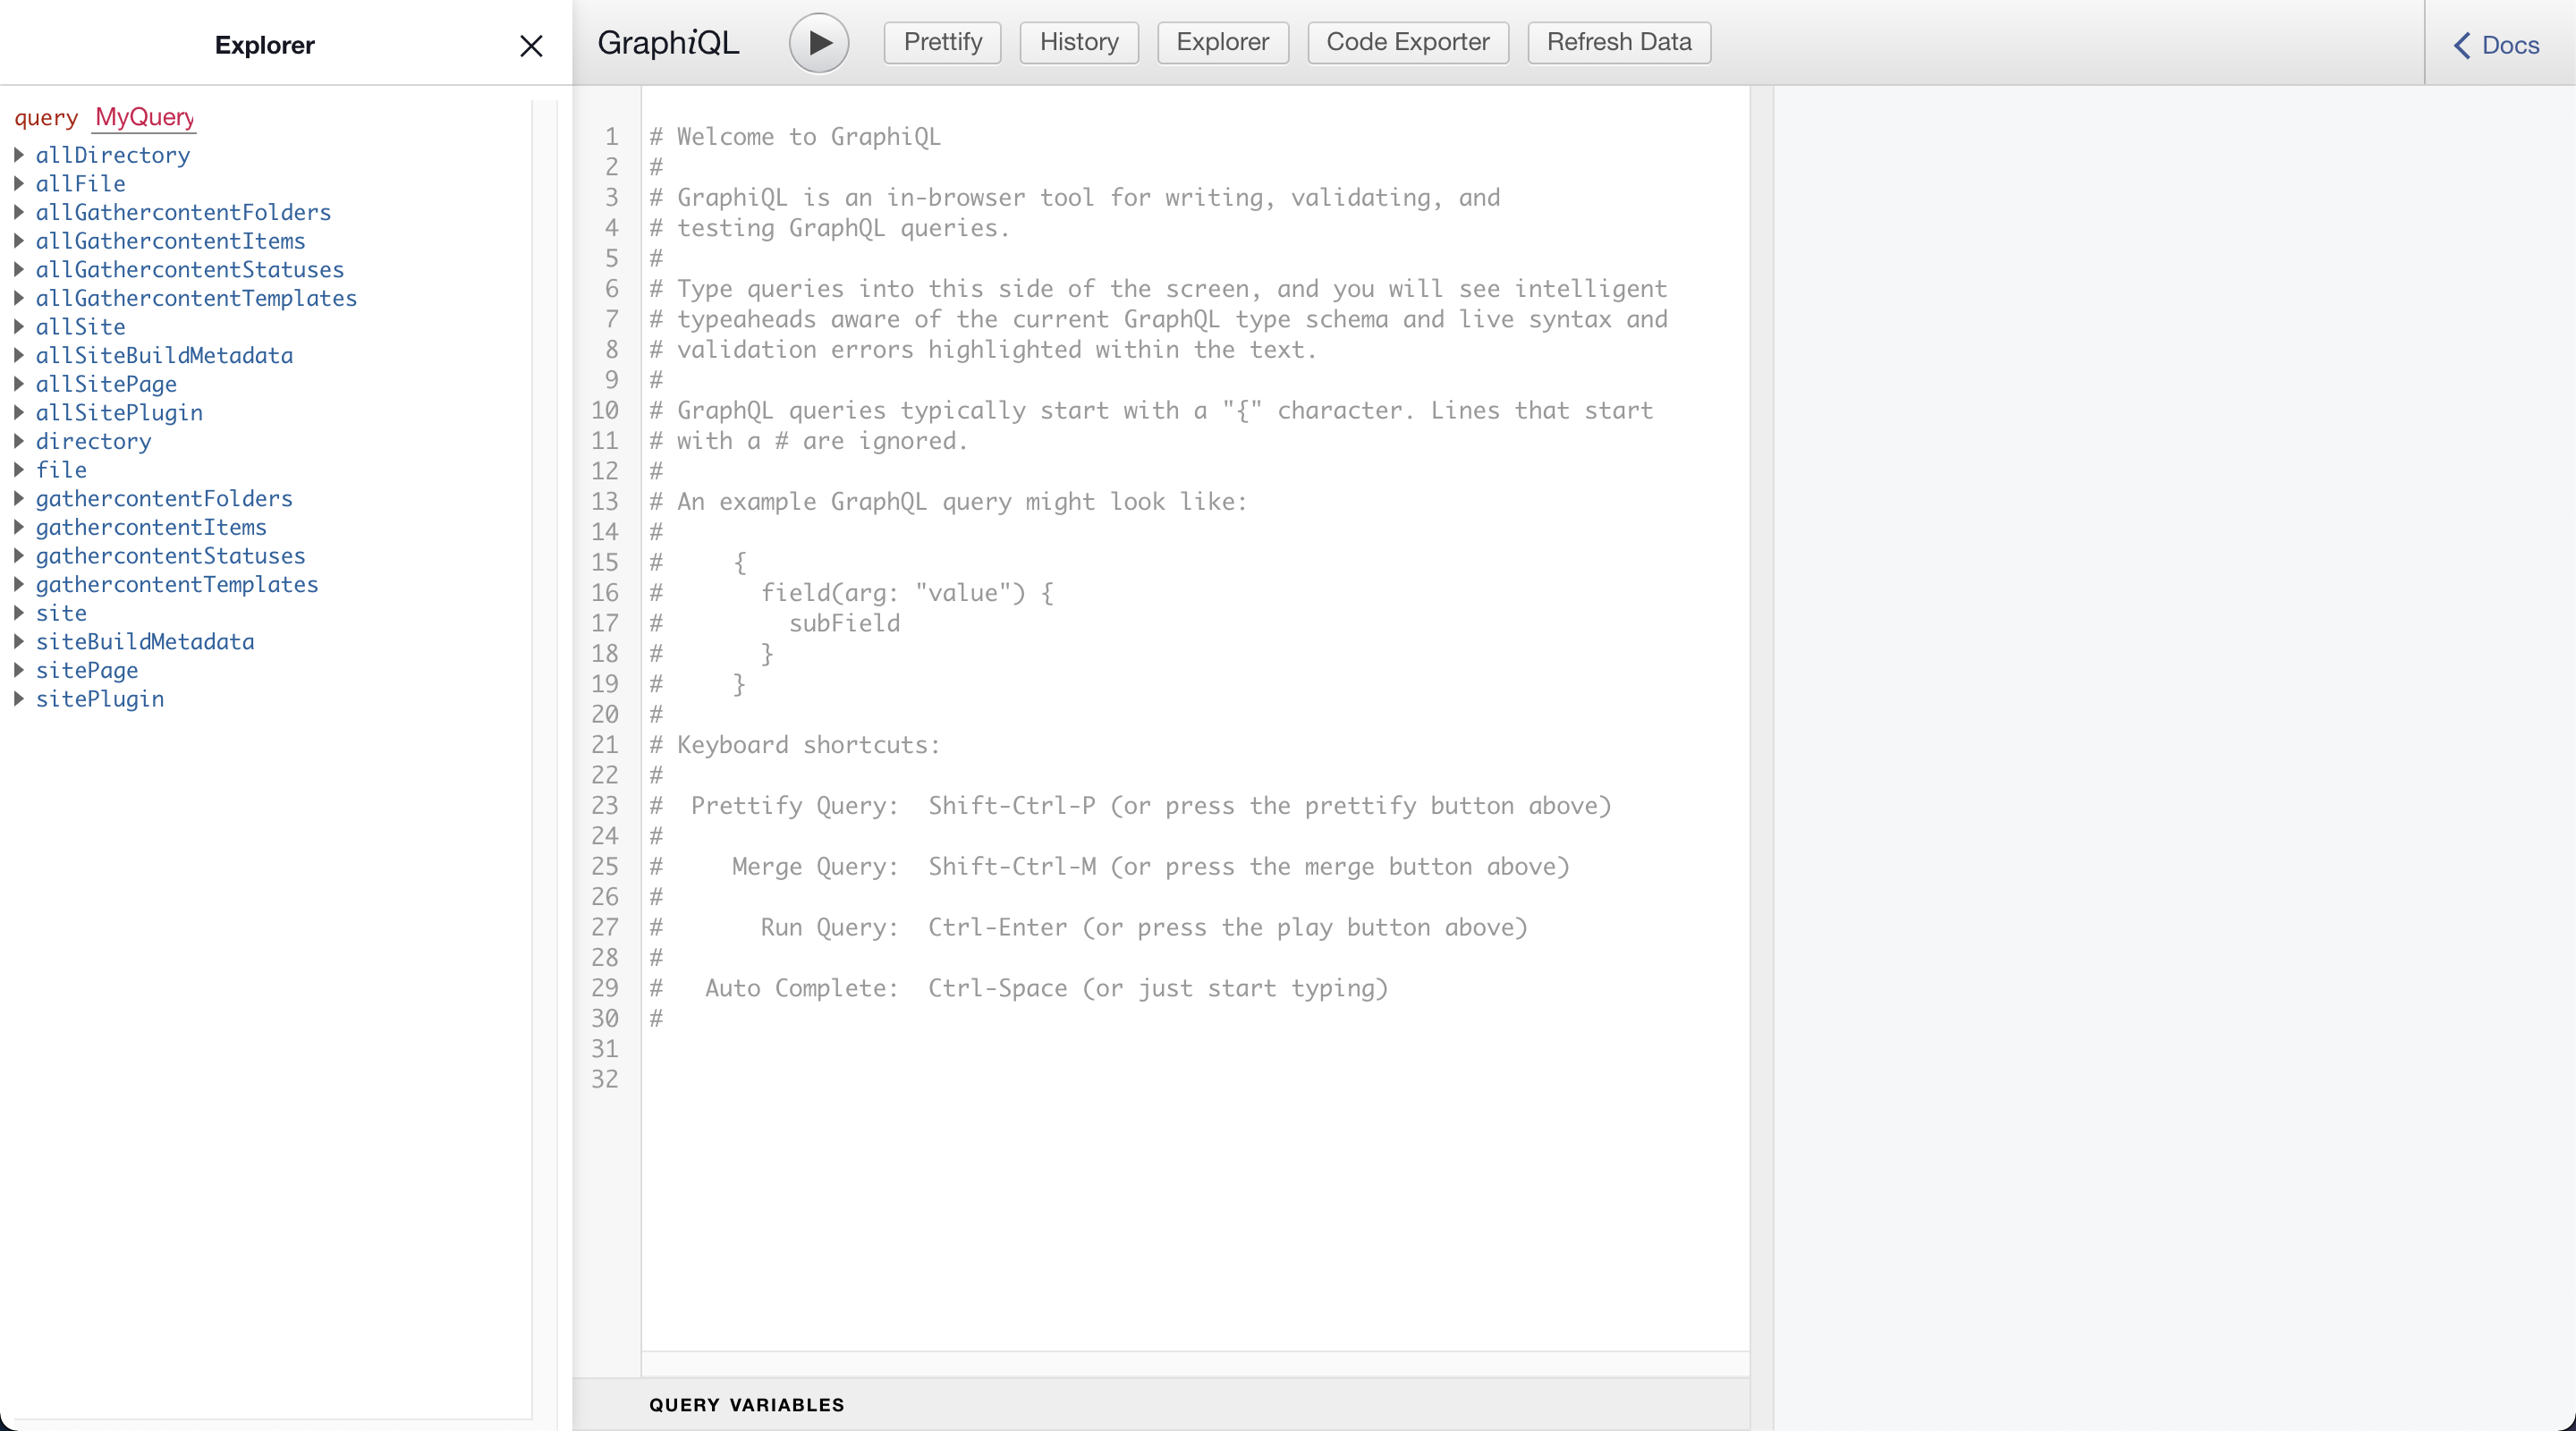 Explorer
query MyQuery
allDirectory
allFile
allGathercontentFolders
allGathercontentItems
allGathercontentStatuses
allGathercontentTemplates
allSite
allSiteBuildMetadata
allSitePage
allSitePlugin
directory
file
gathercontentFolders
gathercontentItems
gathercontentStatuses
gathercontentTemplates
site
siteBuildMetadata
sitePage
sitePlugin
GraphiQL Prettify History Explorer Code Exporter Refresh Data Docs
1 # Welcome to GraphiQL
2 #
3 # GraphiQL is an in-browser tool for writing, validating, and
4 # testing GraphQL queries.
5 #
6 # Type queries into this side of the screen, and you will see intelligent
7 # typeaheads aware of the current GraphQL type schema and live syntax and
8 # validation errors highlighted within the text.
9 #
10 # GraphQL queries typically start with a "{" character. Lines that start
11 # with a # are ignored.
12 #
13 # An example GraphQL query might look like:
14 #
15 #     {
16 #       field(arg: "value") {
17 #         subField
18 #       }
19 #     }
20 #
21 # Keyboard shortcuts:
22 #
23 #  Prettify Query:  Shift-Ctrl-P (or press the prettify button above)
24 #
25 #     Merge Query:  Shift-Ctrl-M (or press the merge button above)
26 #
27 #       Run Query:  Ctrl-Enter (or press the play button above)
28 #
29 #   Auto Complete:  Ctrl-Space (or just start typing)
30 #
31
32
QUERY VARIABLES